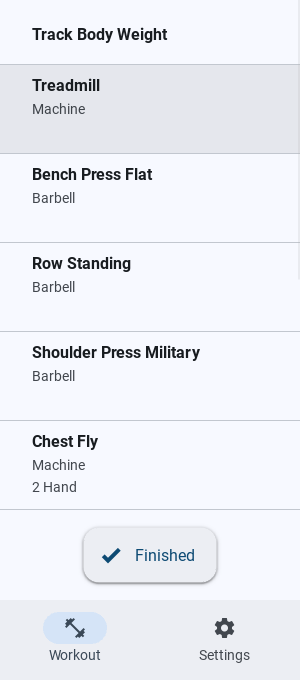 Track Body Weight
Treadmill
Machine
Bench Press Flat
Barbell
Row Standing
Barbell
Shoulder Press Military
Barbell
Chest Fly
Machine
2 Hand
Finished
Workout
Settings